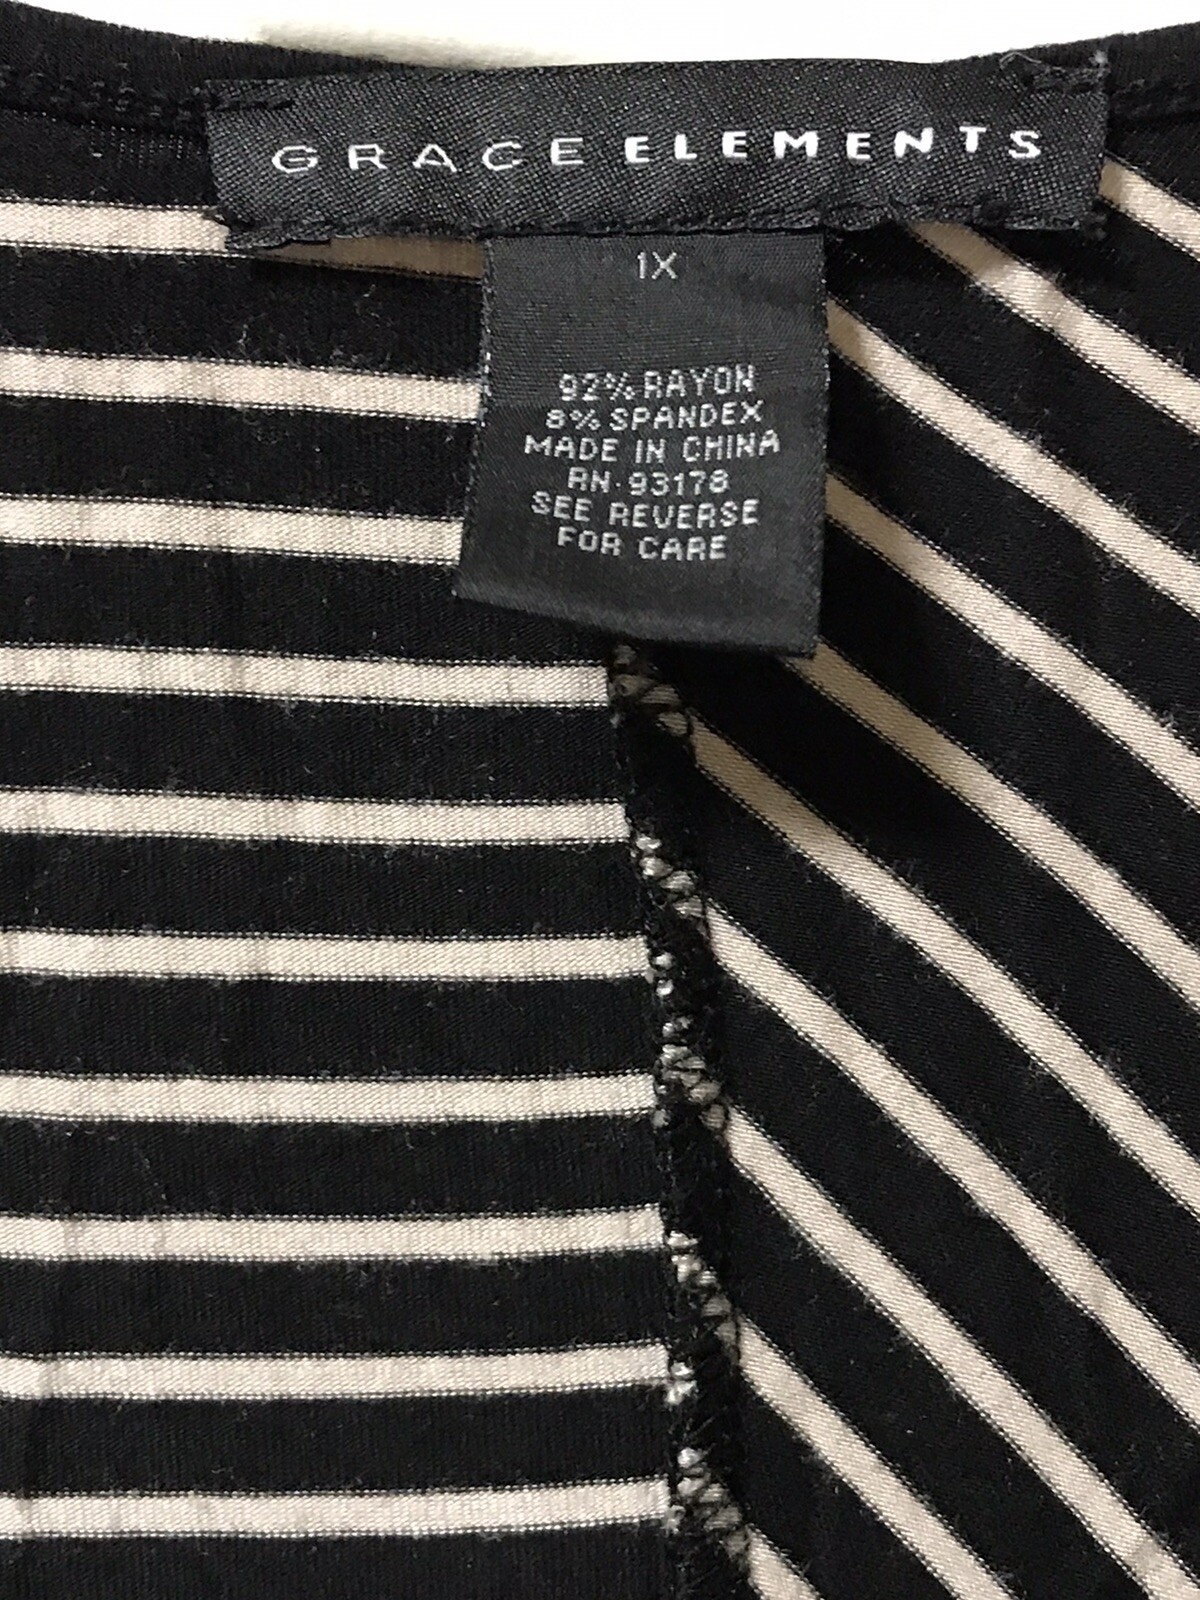 GRACE ELEMENTS
1X
92% RAYON
8% SPANDEX
MADE IN CHINA
RN·93178
SEE REVERSE
FOR CARE